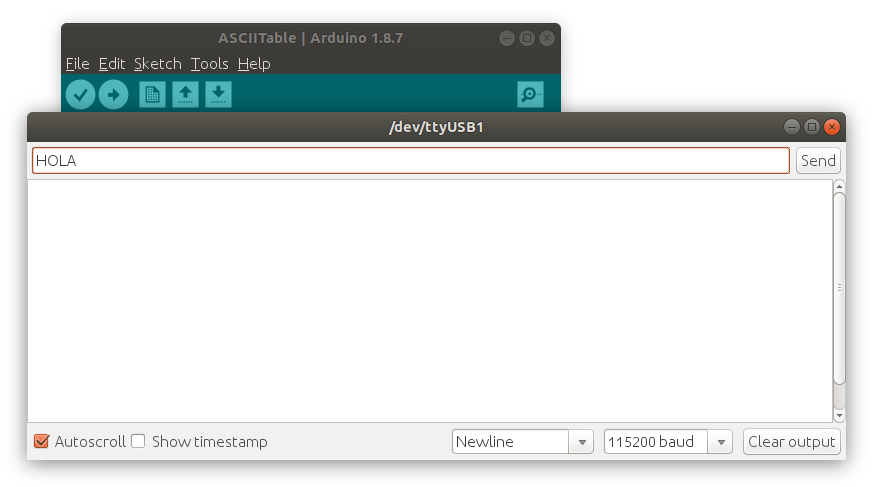 ASCIITable | Arduino 1.8.7
File Edit Sketch Tools Help
/dev/ttyUSB1
HOLA Send
Autoscroll Show timestamp Newline 115200 baud Clear output